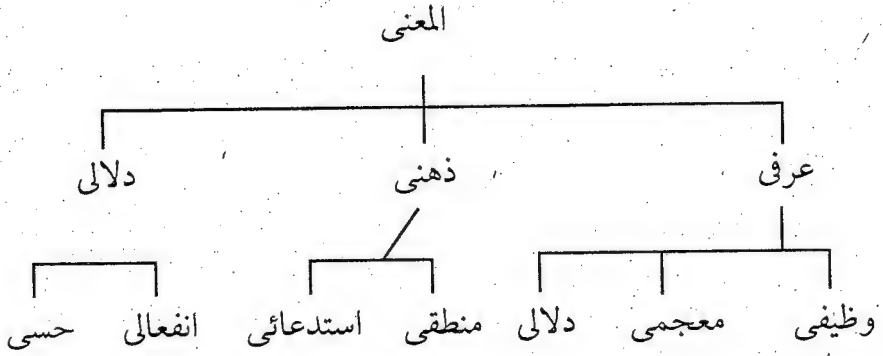 المعنى
عرفى ذهنى دلالى
وظيفى معجمى دلالى منطقى استدعائى انفعالى حسى